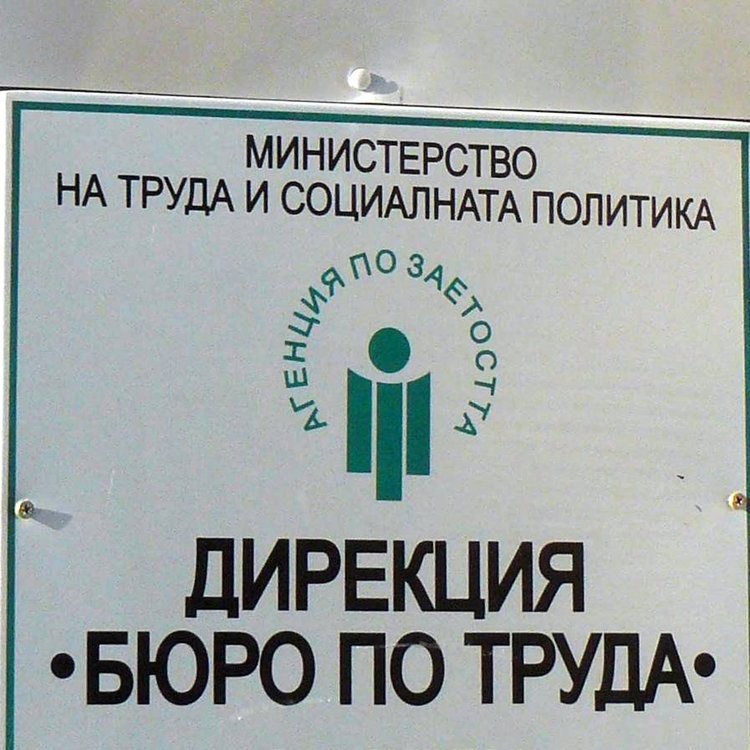 МИНИСТЕРСТВО
НА ТРУДА И СОЦИАЛНАТА ПОЛИТИКА
АГЕНЦИЯ ПО ЗАЕТОСТТА
ДИРЕКЦИЯ
•БЮРО ПО ТРУДА•